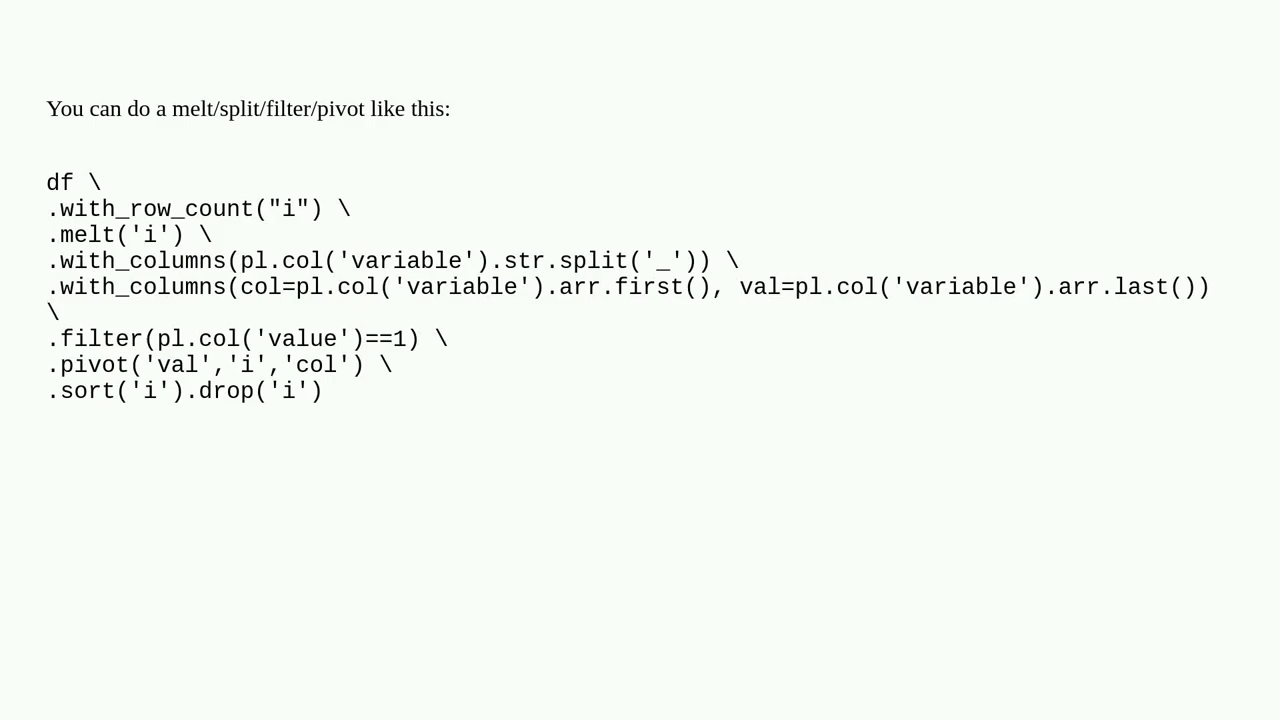 You can do a melt/split/filter/pivot like this:
df \
.with_row_count("i") \
.melt('i') \
.with_columns(pl.col('variable').str.split('_')) \
.with_columns(col=pl.col('variable').arr.first(), val=pl.col('variable').arr.last())
\
.filter(pl.col('value')==1) \
.pivot('val','i','col') \
.sort('i').drop('i')